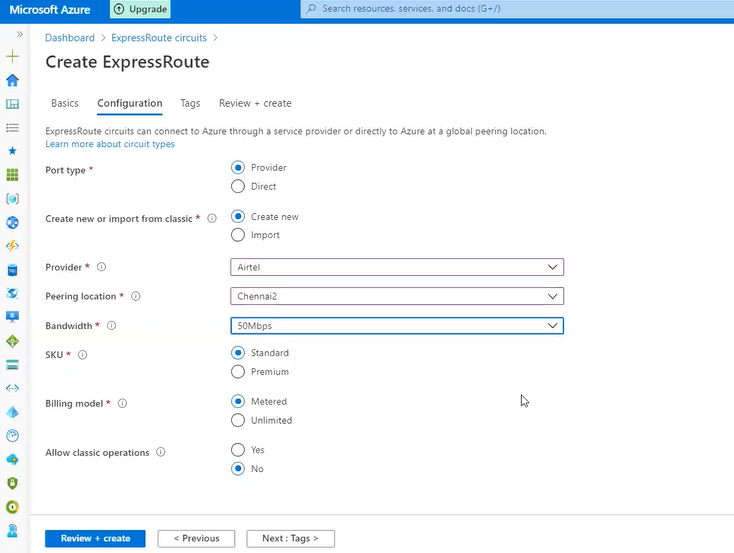 Microsoft Azure
Upgrade
Search resources, services, and docs (G+/)
Dashboard > ExpressRoute circuits >
Create ExpressRoute
Basics Configuration Tags Review + create
ExpressRoute circuits can connect to Azure through a service provider or directly to Azure at a global peering location.
Learn more about circuit types
Port type *
Provider
Direct
Create new or import from classic *
Create new
Import
Provider *
Airtel
Peering location *
Chennai2
Bandwidth *
50Mbps
SKU *
Standard
Premium
Billing model *
Metered
Unlimited
Allow classic operations
Yes
No
Review + create
< Previous
Next : Tags >